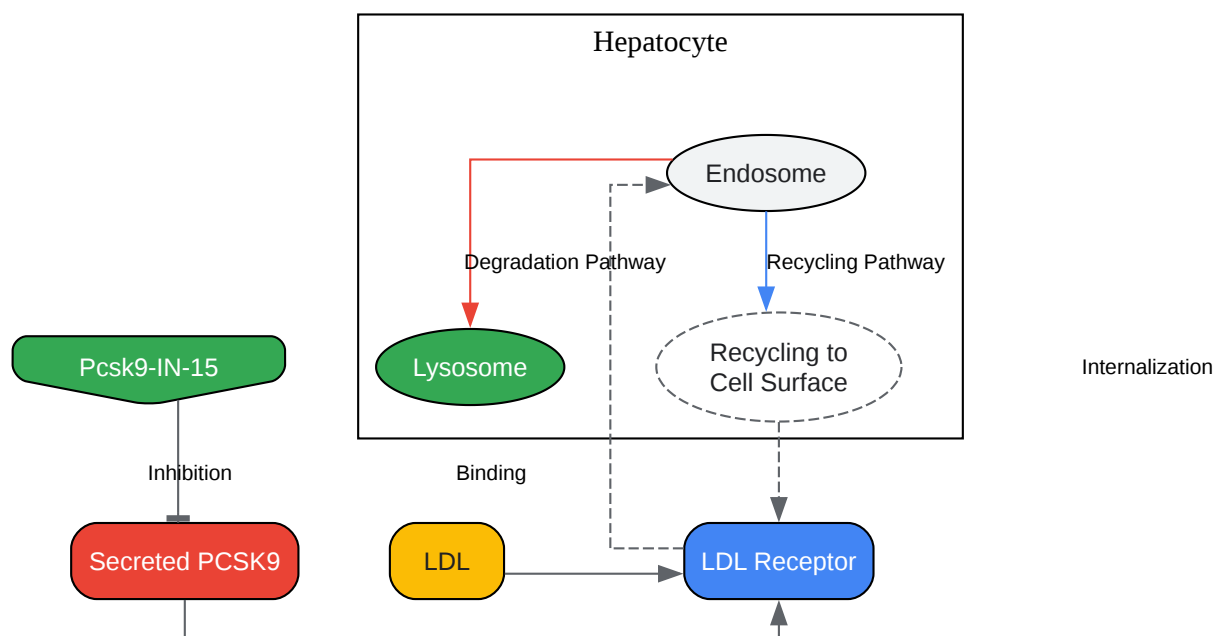 Hepatocyte
Endosome
Degradation Pathway
Recycling Pathway
Pcsk9-IN-15
Lysosome
Recycling to
Cell Surface
Internalization
Inhibition
Binding
Secreted PCSK9
LDL
LDL Receptor